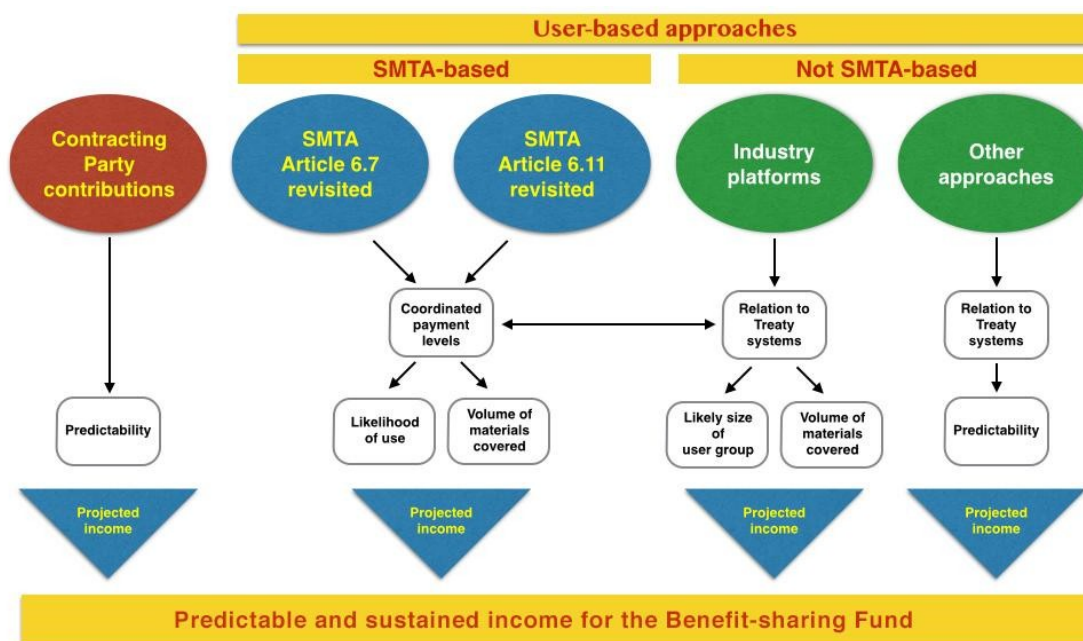 User-based approaches
SMTA-based
Not SMTA-based
Contracting
Party
contributions
SMTA
Article 6.7
revisited
SMTA
Article 6.11
revisited
Industry
platforms
Other
approaches
Coordinated
payment
levels
Relation to
Treaty
systems
Relation to
Treaty
systems
Predictability
Likelihood
of use
Volume of
materials
covered
Likely size
of
user group
Volume of
materials
covered
Predictability
Projected
income
Projected
income
Projected
income
Projected
income
Predictable and sustained income for the Benefit-sharing Fund